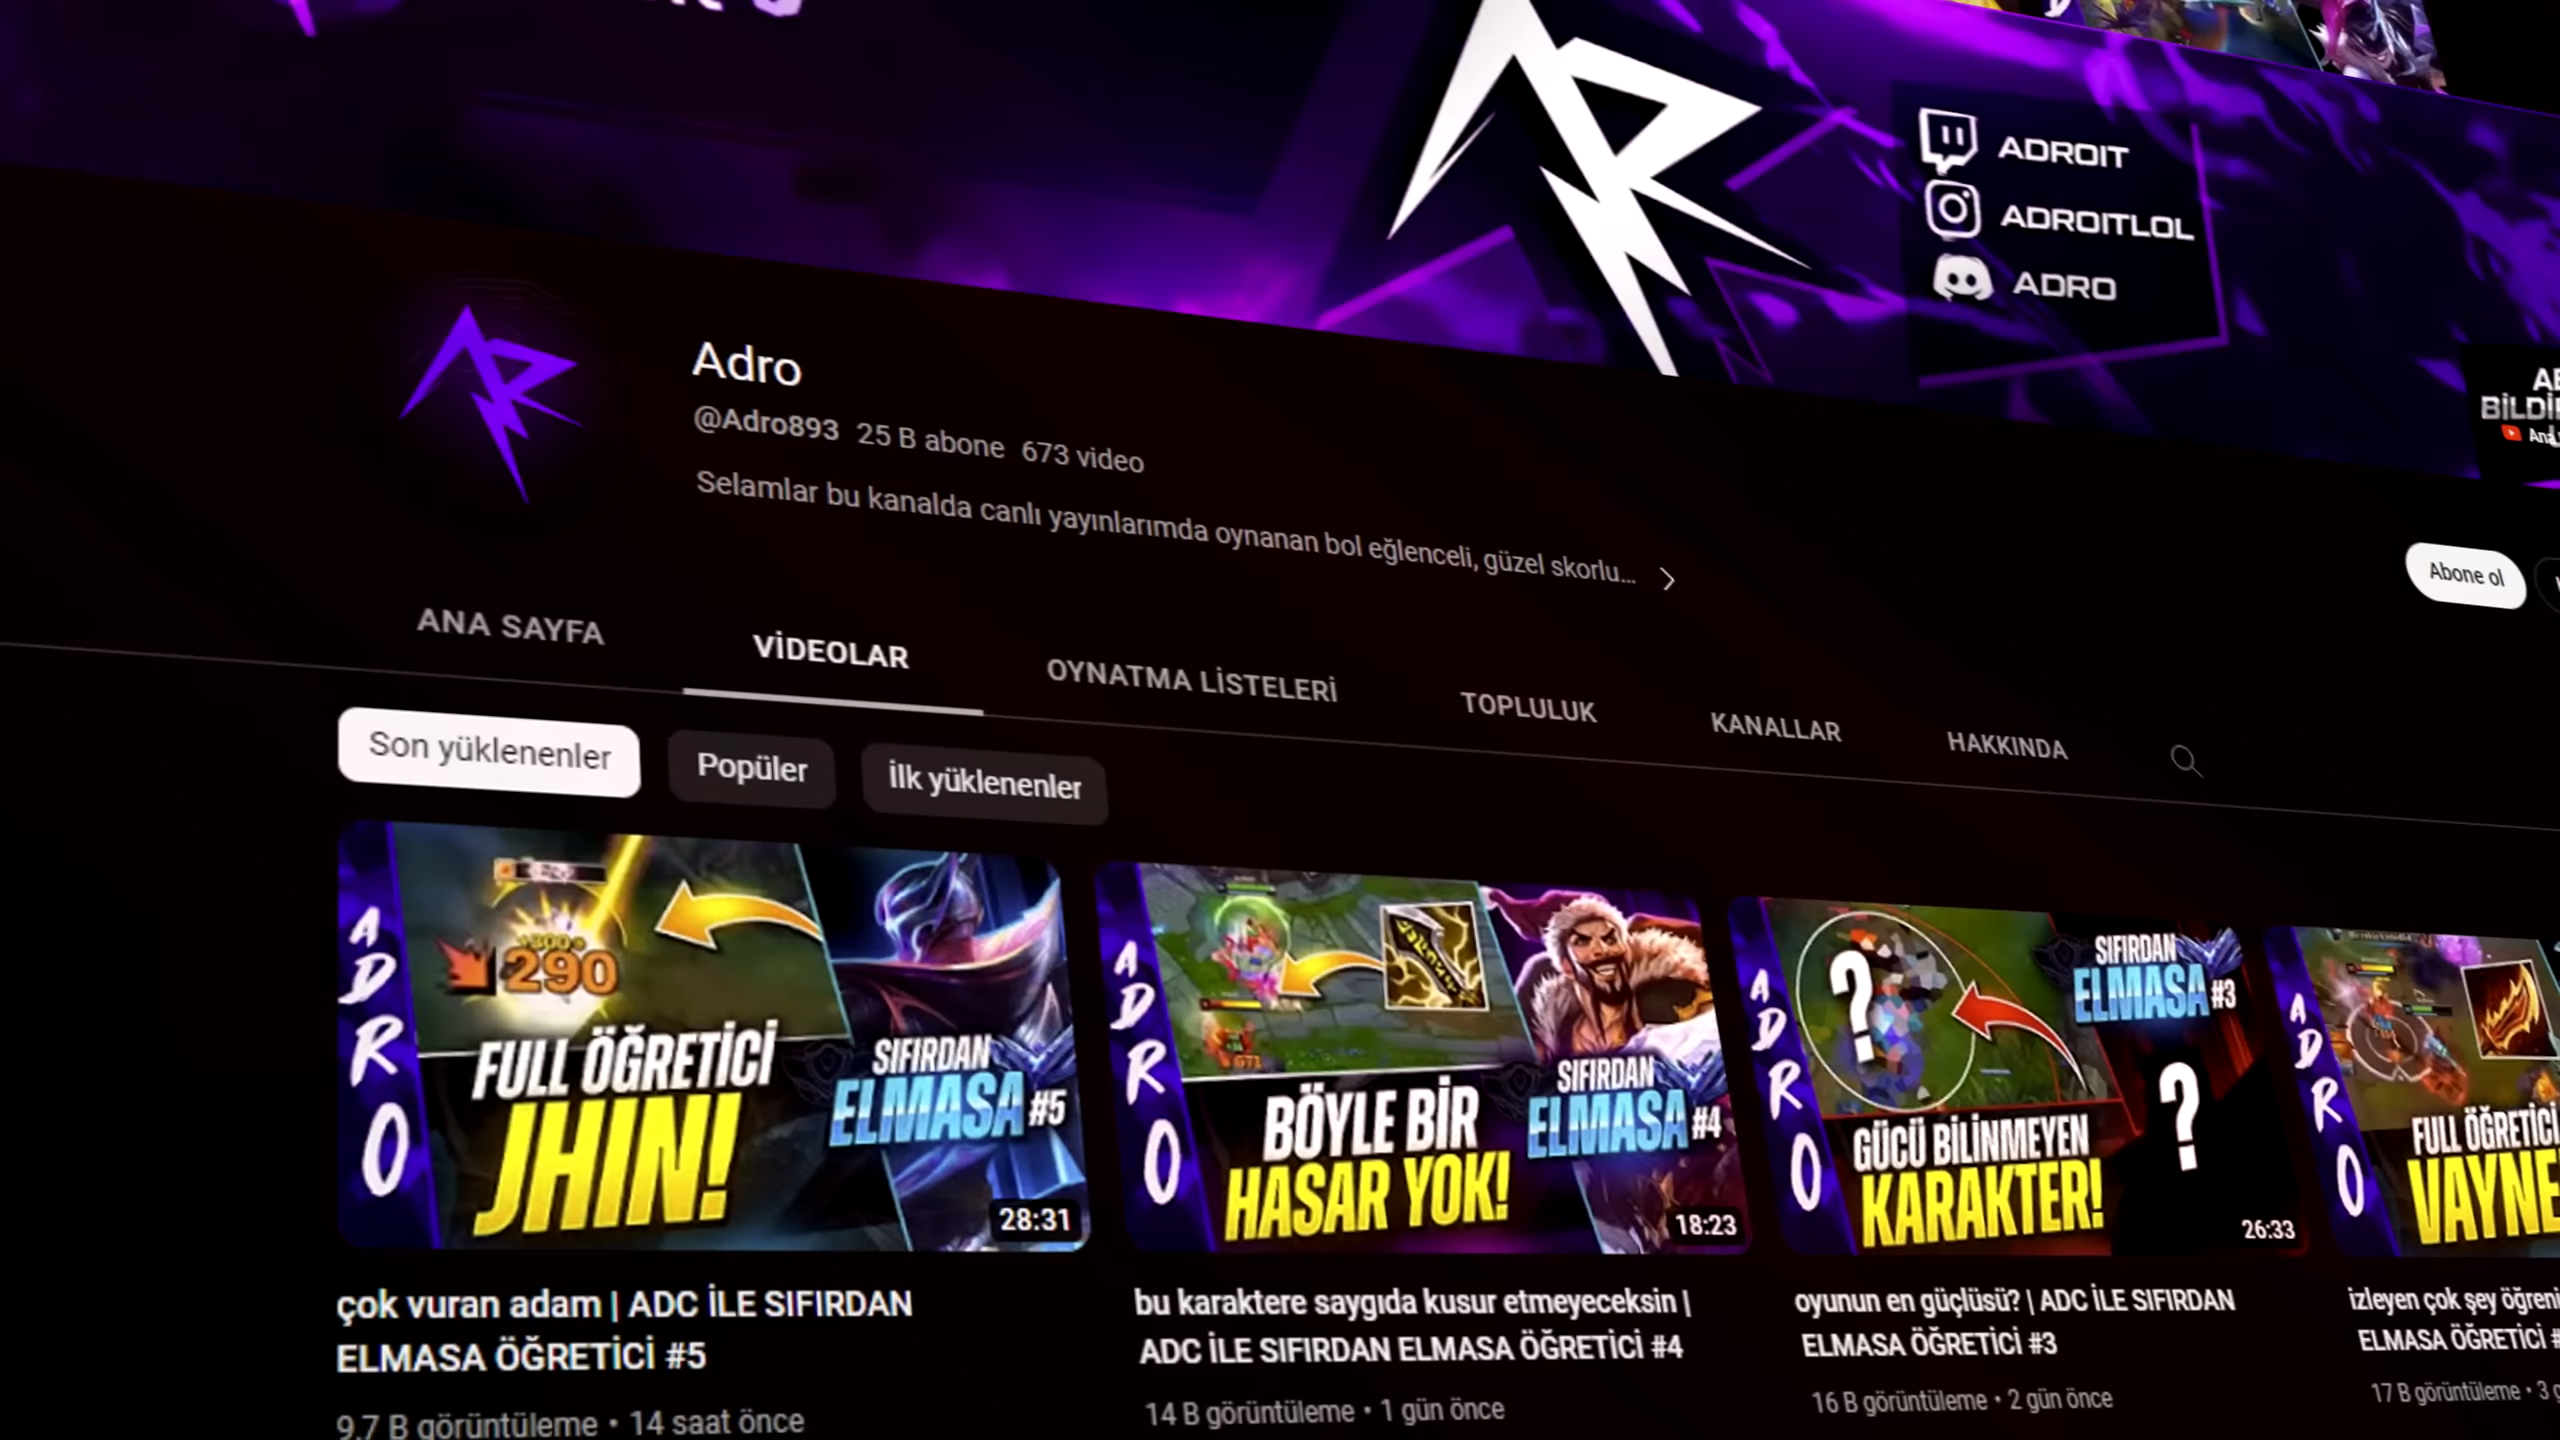 ADROIT
ADROITLOL
ADRO
Adro
@Adro893 25 B abone 673 video
Selamlar bu kanalda canlı yayınlarımda oynanan bol eğlenceli, güzel skorlu...
Abone ol
ANA SAYFA VİDEOLAR OYNATMA LİSTELERİ TOPLULUK KANALLAR HAKKINDA
Son yüklenenler Popüler İlk yüklenenler
ADRO
290
FULL ÖĞRETİCİ
JHIN!
SIFIRDAN
ELMASA #5
28:31
ADRO
671
BÖYLE BİR
HASAR YOK!
SIFIRDAN
ELMASA #4
18:23
ADRO
?
SIFIRDAN
ELMASA #3
?
GÜCÜ BİLİNMEYEN
KARAKTER!
26:33
ADRO
FULL ÖĞRETİCİ
VAYNE
çok vuran adam | ADC İLE SIFIRDAN
ELMASA ÖĞRETİCİ #5
9,7 B görüntüleme • 14 saat önce
bu karaktere saygıda kusur etmeyeceksin |
ADC İLE SIFIRDAN ELMASA ÖĞRETİCİ #4
14 B görüntüleme • 1 gün önce
oyunun en güçlüsü? | ADC İLE SIFIRDAN
ELMASA ÖĞRETİCİ #3
16 B görüntüleme • 2 gün önce
izleyen çok şey öğreni
ELMASA ÖĞRETİCİ #
17 B görüntüleme • 3 g